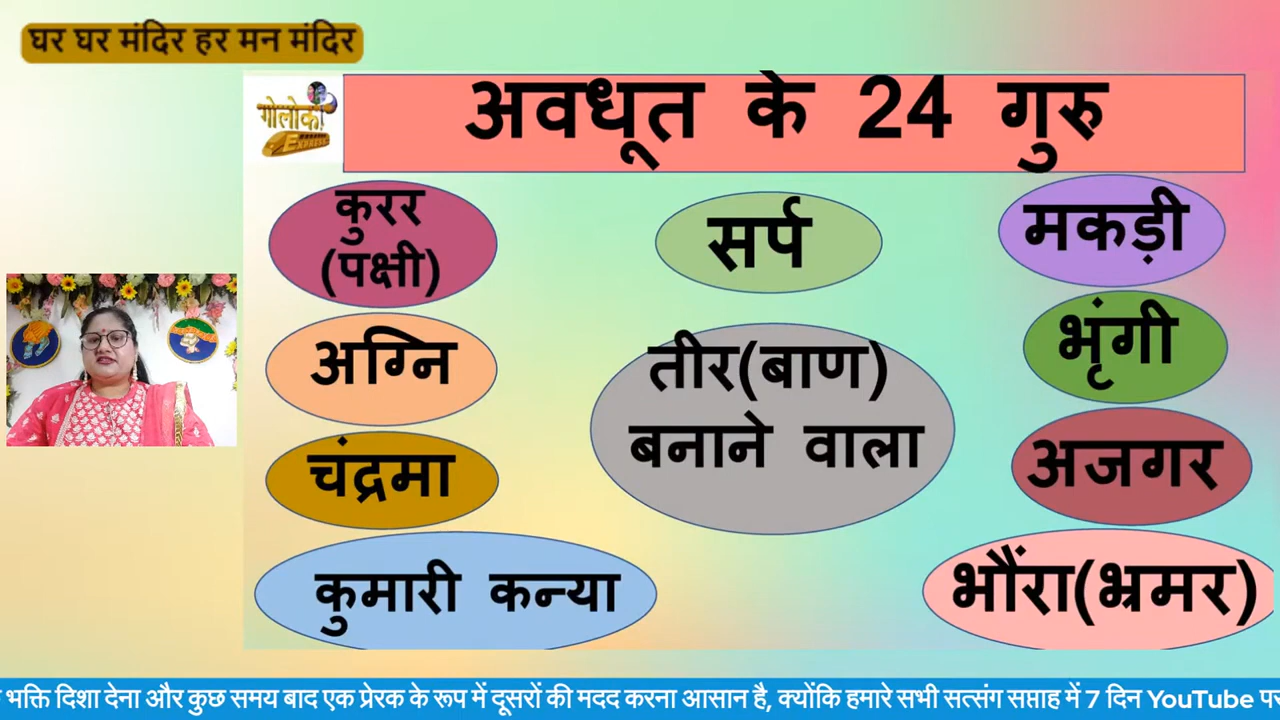 घर घर मंदिर हर मन मंदिर
गोलोक
EXPRESS
अवधूत के 24 गुरु
कुरर
(पक्षी)
सर्प
मकड़ी
अग्नि
तीर(बाण)
बनाने वाला
भृंगी
चंद्रमा
अजगर
कुमारी कन्या
भौंरा(भ्रमर)
भक्ति दिशा देना और कुछ समय बाद एक प्रेरक के रूप में दूसरों की मदद करना आसान है, क्योंकि हमारे सभी सत्संग सप्ताह में 7 दिन YouTube पर